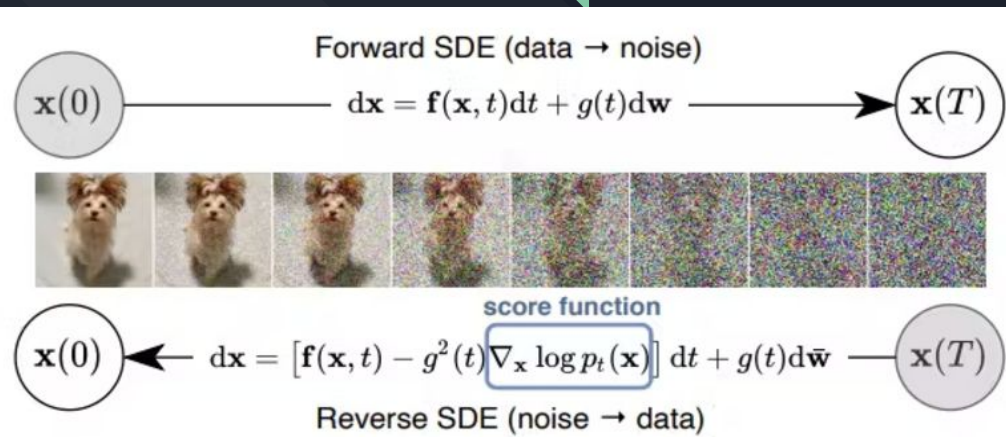 Forward SDE (data → noise)
x(0) dx = f(x, t)dt + g(t)dw x(T)
score function
x(0) dx = [f(x, t) − g²(t)∇ₓ log pₜ(x)] dt + g(t)dw̄ x(T)
Reverse SDE (noise → data)